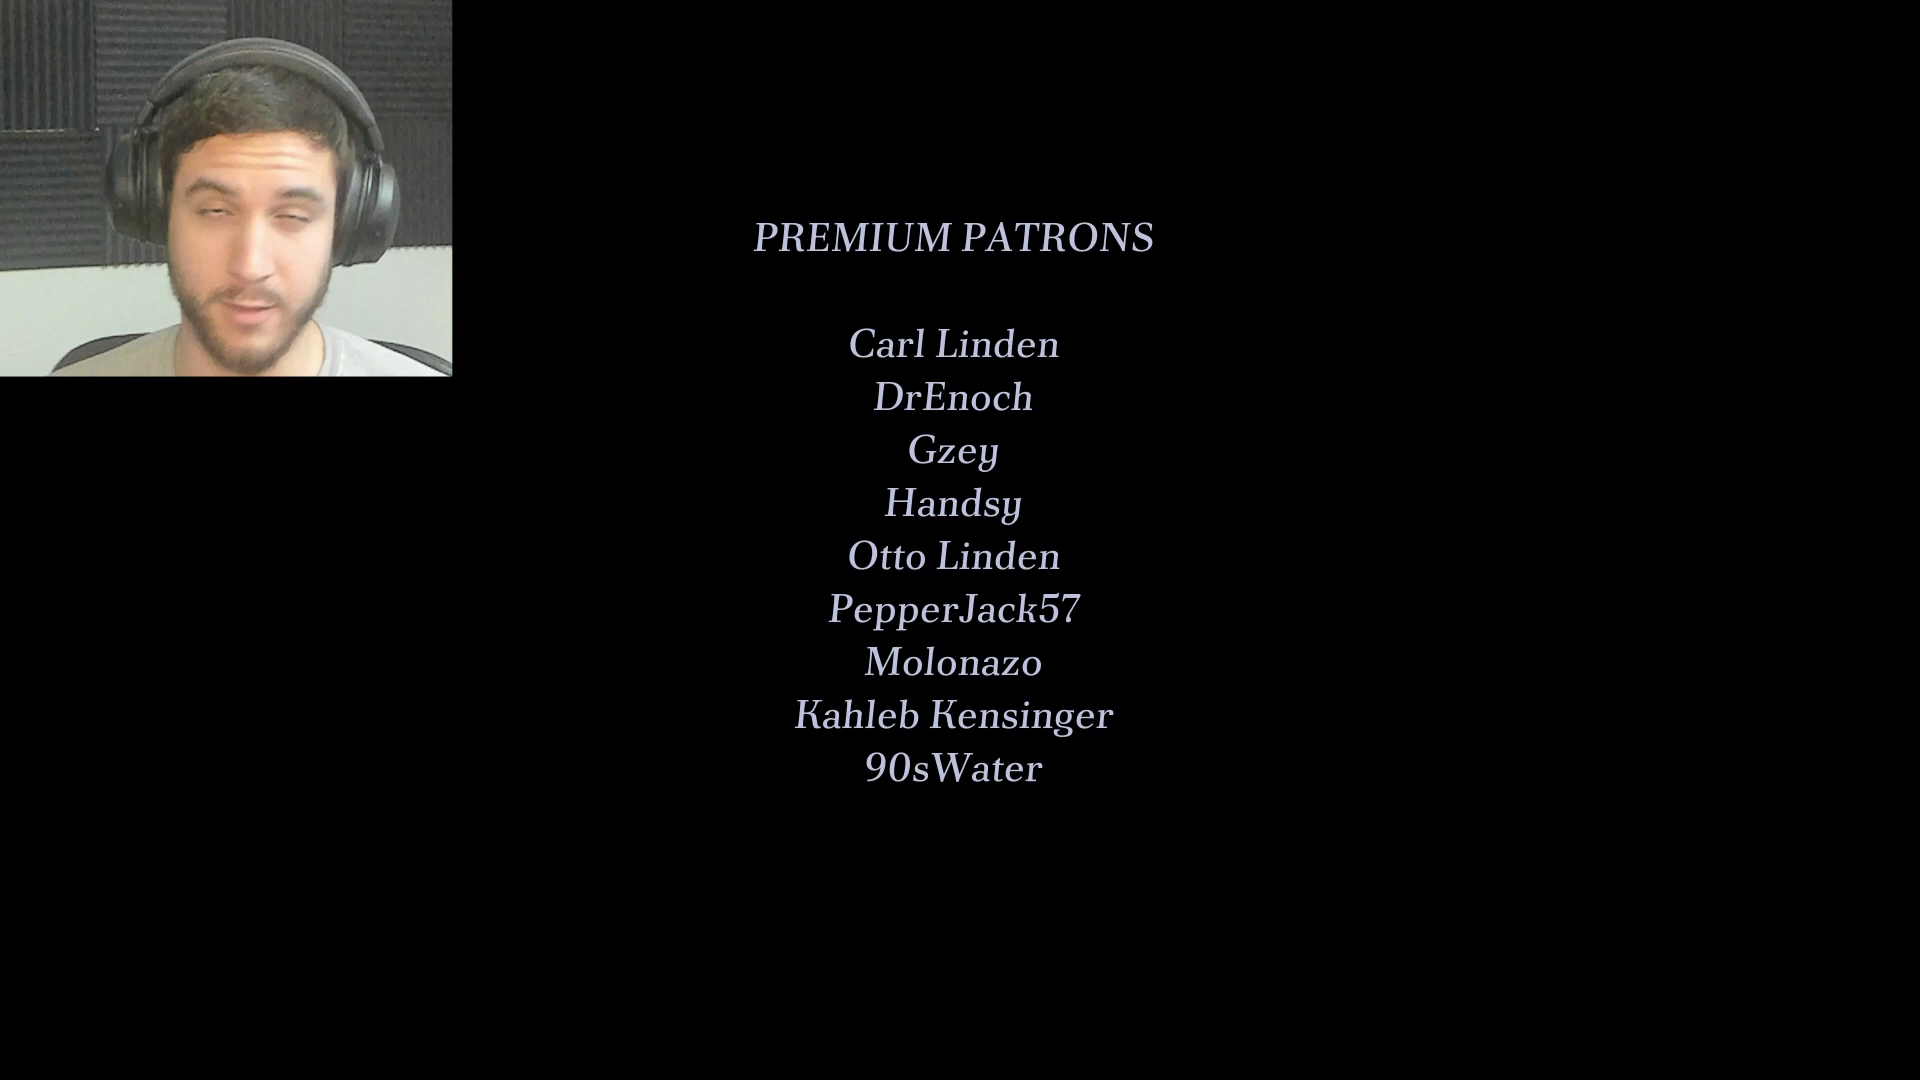 PREMIUM PATRONS
Carl Linden
DrEnoch
Gzey
Handsy
Otto Linden
PepperJack57
Molonazo
Kahleb Kensinger
90sWater